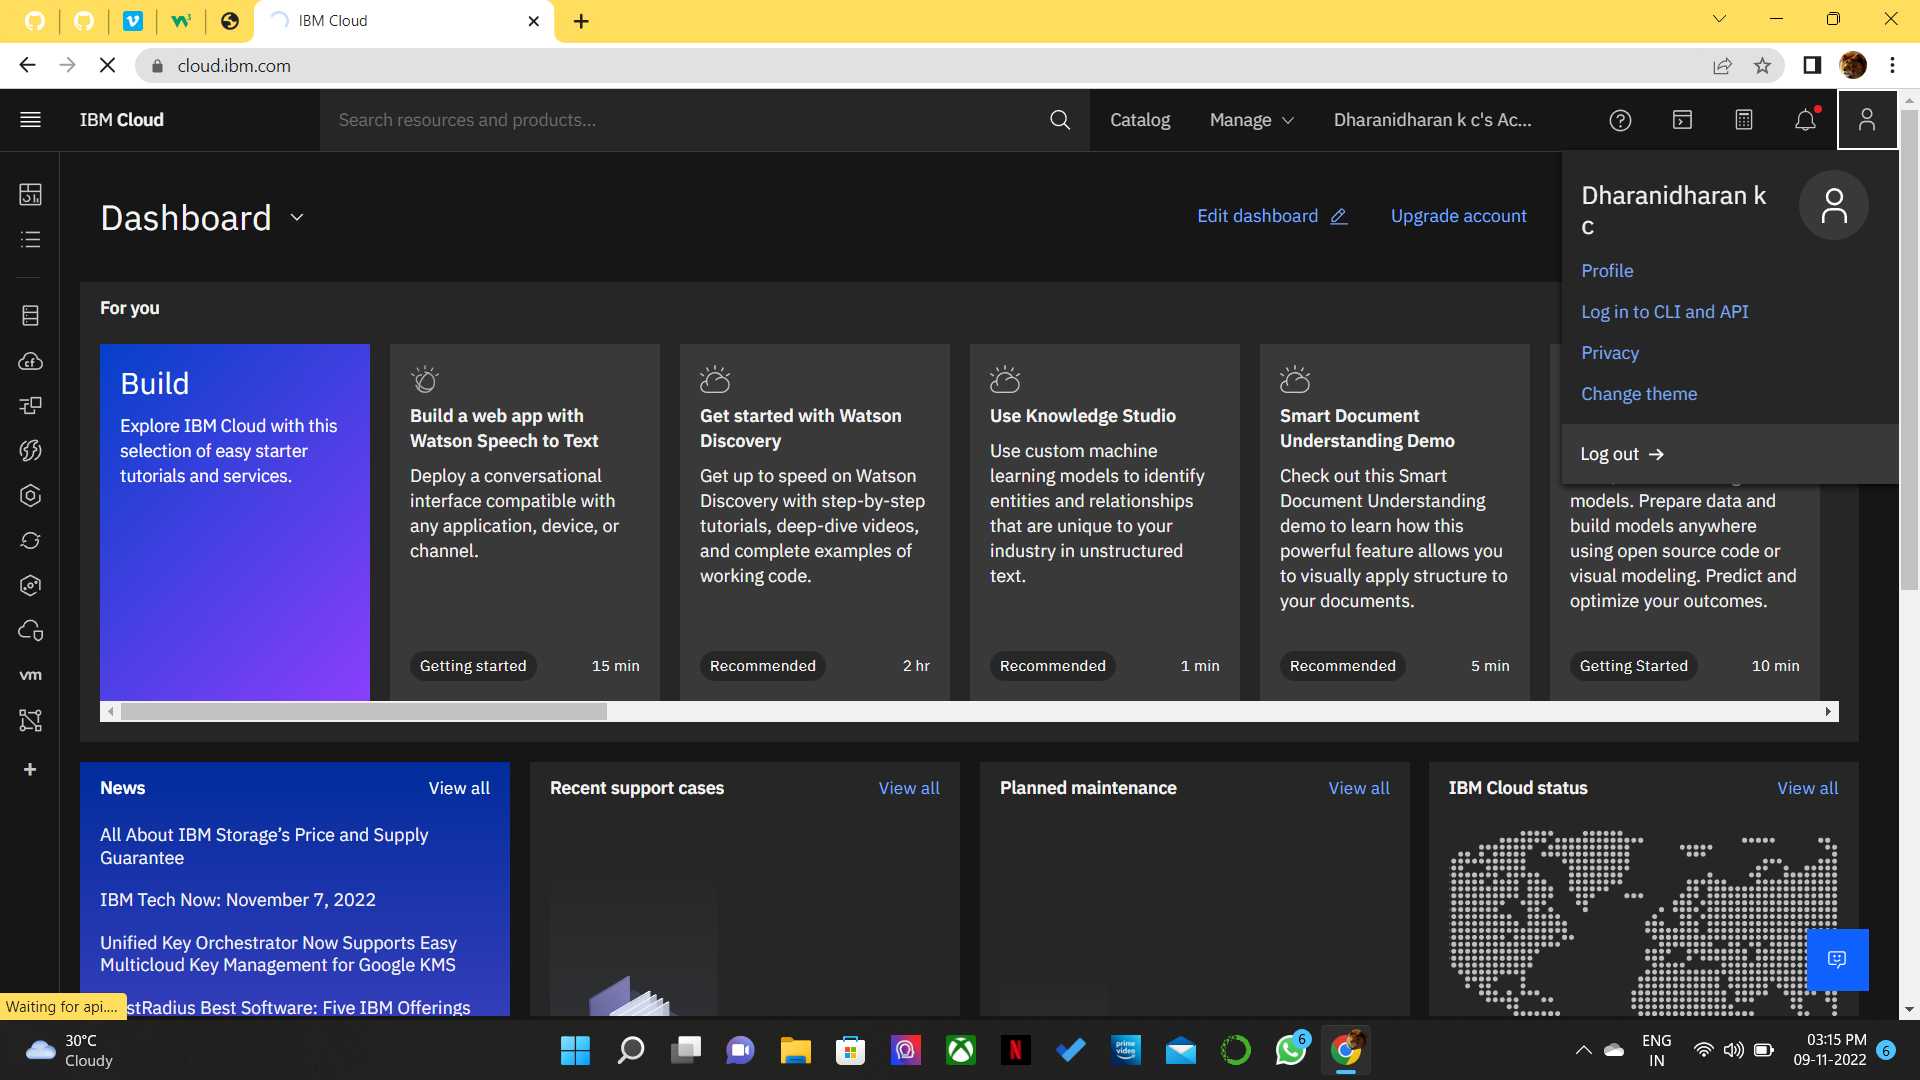 IBM Cloud
cloud.ibm.com
IBM Cloud
Search resources and products...
Catalog
Manage
Dharanidharan k c's Ac...
Dashboard
Edit dashboard
Upgrade account
Dharanidharan k
c
Profile
Log in to CLI and API
Privacy
Change theme
Log out
For you
Build
Explore IBM Cloud with this
selection of easy starter
tutorials and services.
Build a web app with
Watson Speech to Text
Deploy a conversational
interface compatible with
any application, device, or
channel.
Getting started
15 min
Get started with Watson
Discovery
Get up to speed on Watson
Discovery with step-by-step
tutorials, deep-dive videos,
and complete examples of
working code.
Recommended
2 hr
Use Knowledge Studio
Use custom machine
learning models to identify
entities and relationships
that are unique to your
industry in unstructured
text.
Recommended
1 min
Smart Document
Understanding Demo
Check out this Smart
Document Understanding
demo to learn how this
powerful feature allows you
to visually apply structure to
your documents.
Recommended
5 min
models. Prepare data and
build models anywhere
using open source code or
visual modeling. Predict and
optimize your outcomes.
Getting Started
10 min
vm
News
View all
All About IBM Storage’s Price and Supply
Guarantee
IBM Tech Now: November 7, 2022
Unified Key Orchestrator Now Supports Easy
Multicloud Key Management for Google KMS
stRadius Best Software: Five IBM Offerings
Recent support cases
View all
Planned maintenance
View all
IBM Cloud status
View all
Waiting for api....
30°C
Cloudy
prime
video
6
ENG
IN
03:15 PM
09-11-2022
6